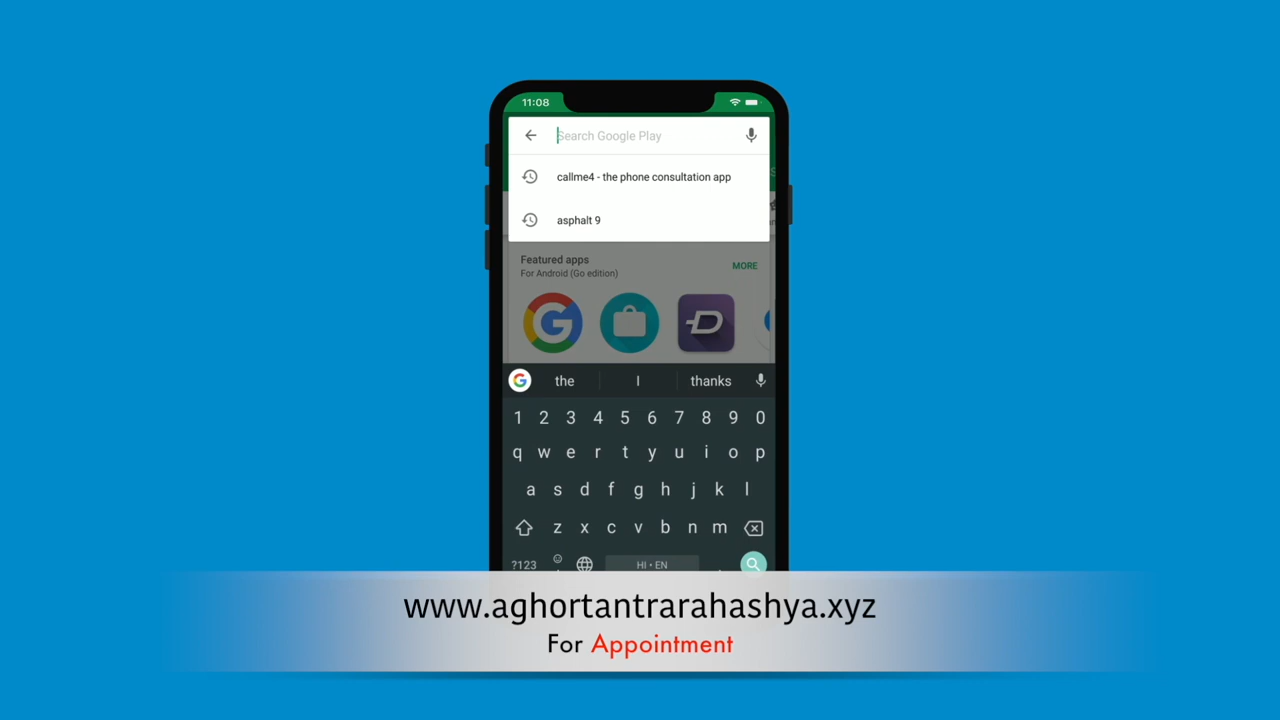 11:08
Search Google Play
callme4 - the phone consultation app
asphalt 9
Featured apps
MORE
For Android (Go edition)
the I thanks
1 2 3 4 5 6 7 8 9 0
q w e r t y u i o p
a s d f g h j k l
z x c v b n m
?123 HI • EN
www.aghortantrarahashya.xyz
For Appointment